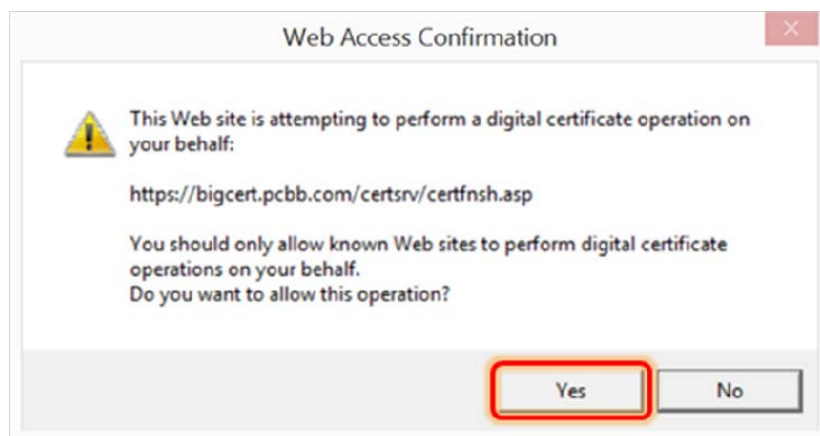 Web Access Confirmation
This Web site is attempting to perform a digital certificate operation on
your behalf:
https://bigcert.pcbb.com/certsrv/certfnsh.asp
You should only allow known Web sites to perform digital certificate
operations on your behalf.
Do you want to allow this operation?
Yes No